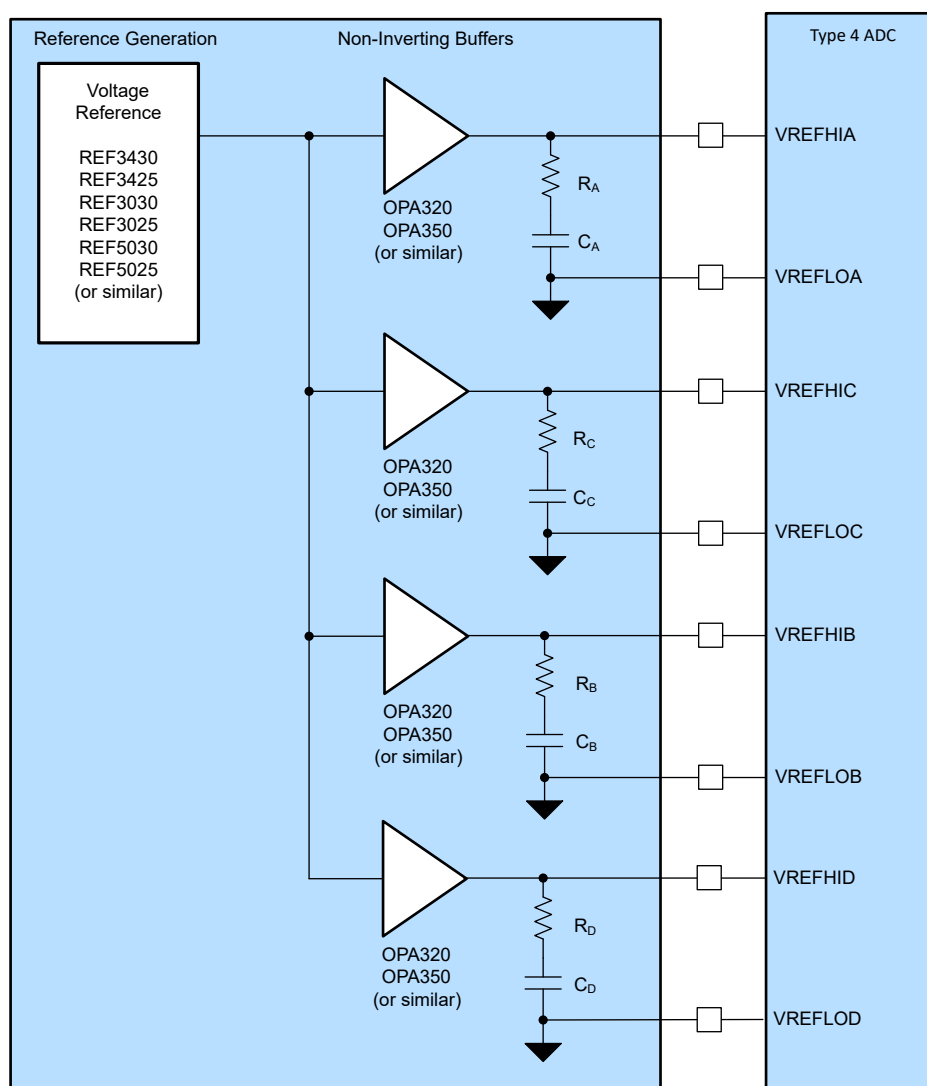 Reference Generation
Non-Inverting Buffers
Type 4 ADC
Voltage
Reference
REF3430
REF3425
REF3030
REF3025
REF5030
REF5025
(or similar)
OPA320
OPA350
(or similar)
RA
CA
VREFHIA
VREFLOA
OPA320
OPA350
(or similar)
RC
CC
VREFHIC
VREFLOC
OPA320
OPA350
(or similar)
RB
CB
VREFHIB
VREFLOB
OPA320
OPA350
(or similar)
RD
CD
VREFHID
VREFLOD